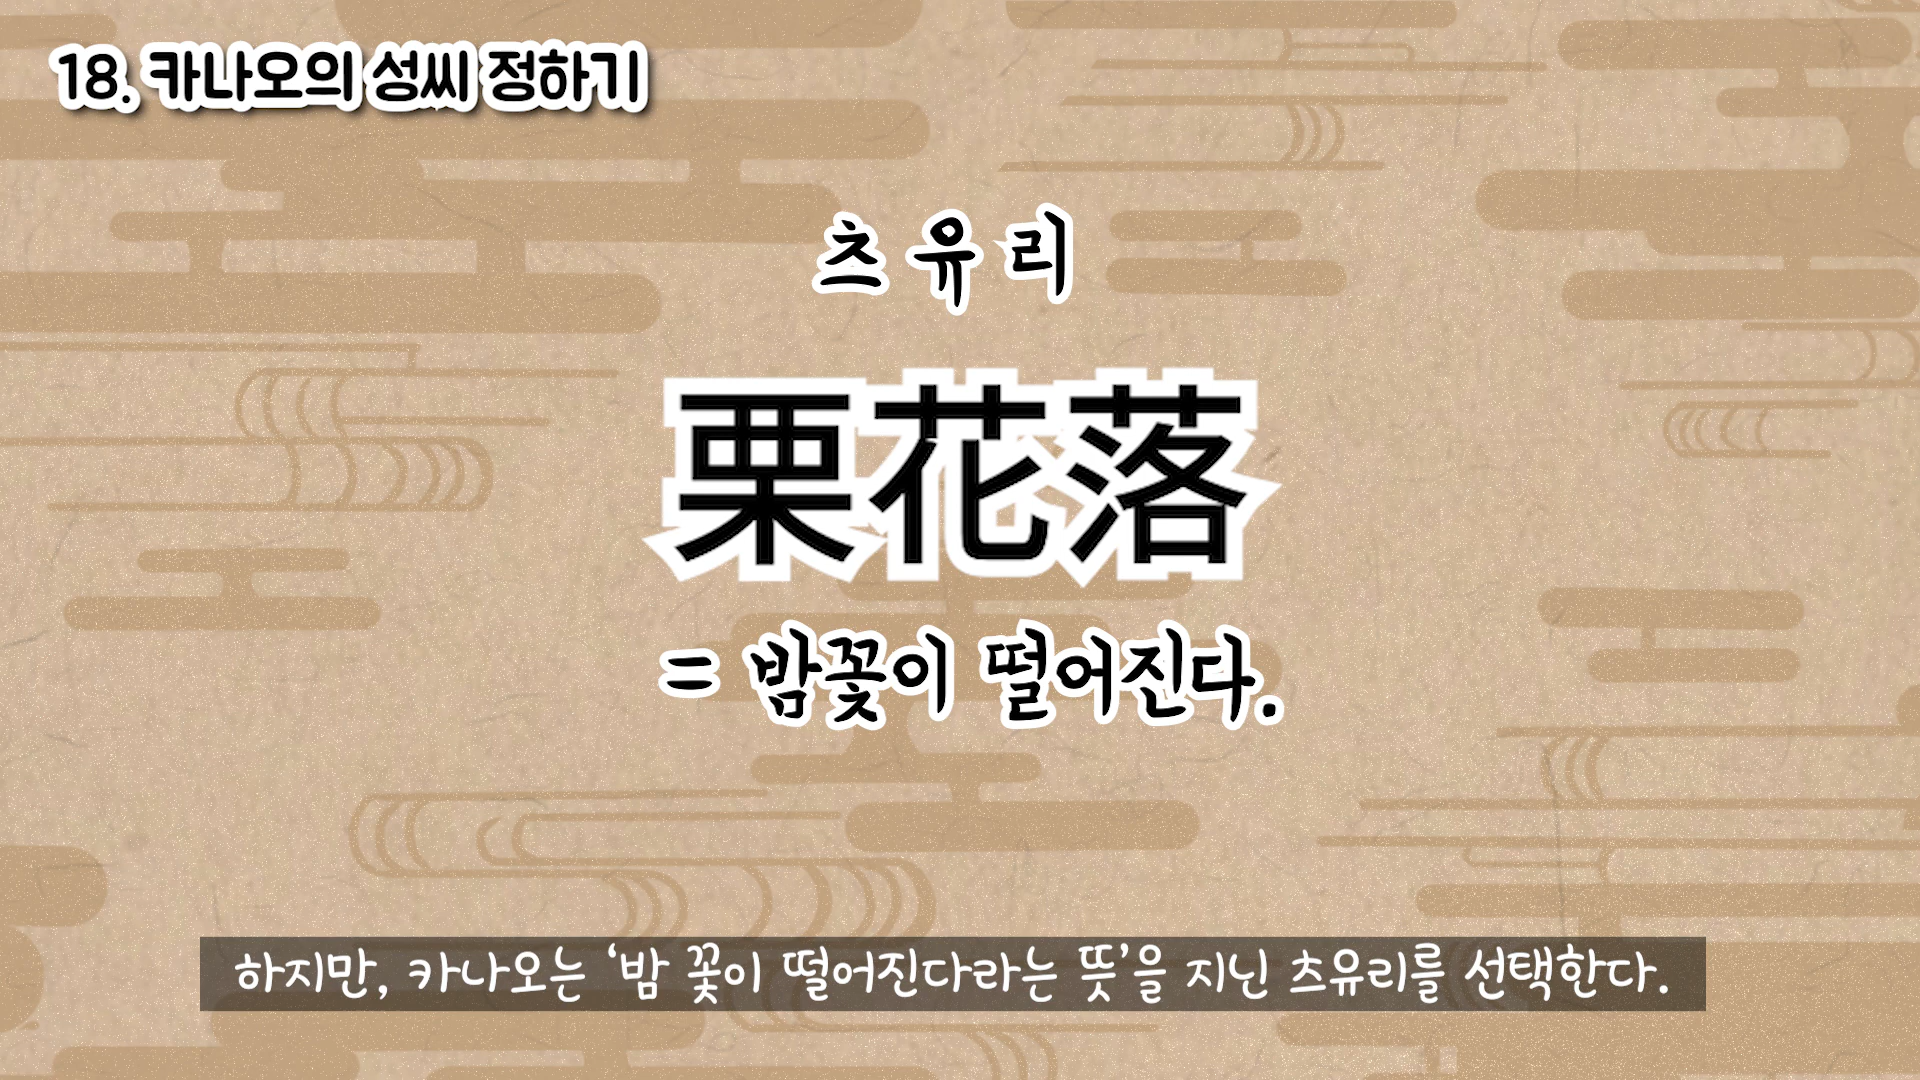 18. 카나오의 성씨 정하기
츠유리
栗花落
= 밤꽃이 떨어진다.
하지만, 카나오는 ‘밤 꽃이 떨어진다라는 뜻’을 지닌 츠유리를 선택한다.